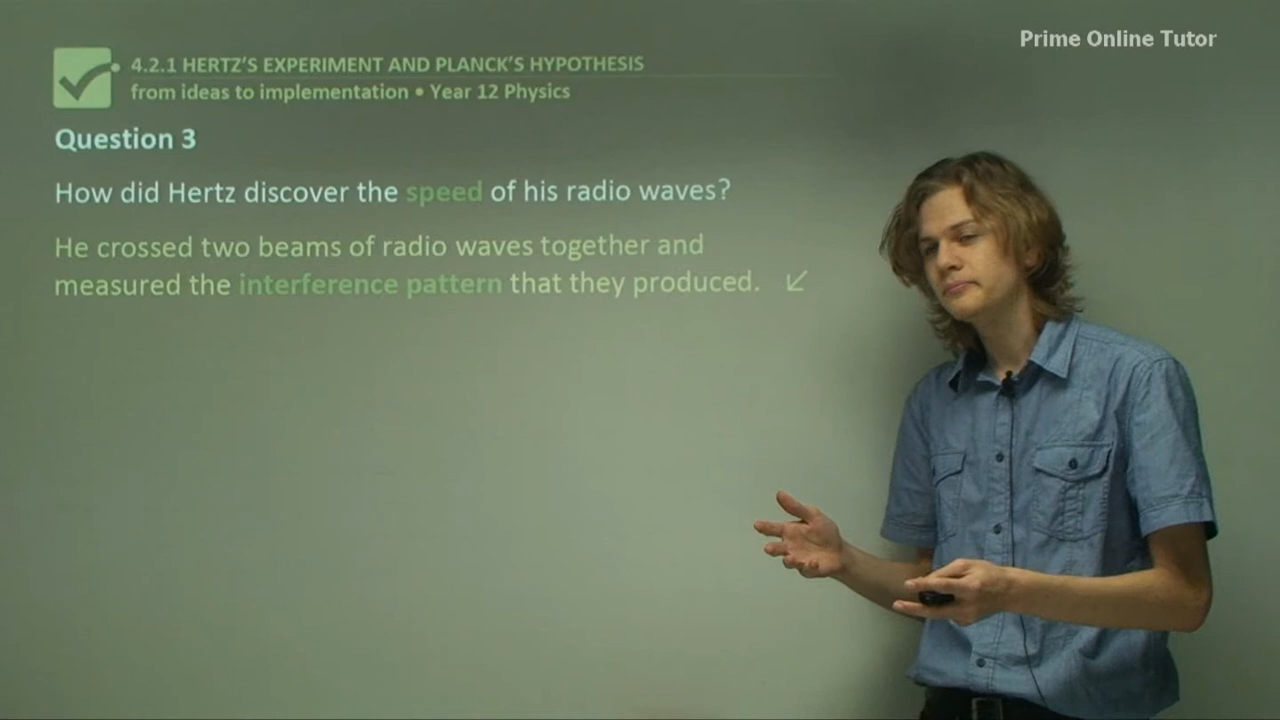 Prime Online Tutor
4.2.1 HERTZ'S EXPERIMENT AND PLANCK'S HYPOTHESIS
from ideas to implementation • Year 12 Physics
Question 3
How did Hertz discover the speed of his radio waves?
He crossed two beams of radio waves together and
measured the interference pattern that they produced. ↙